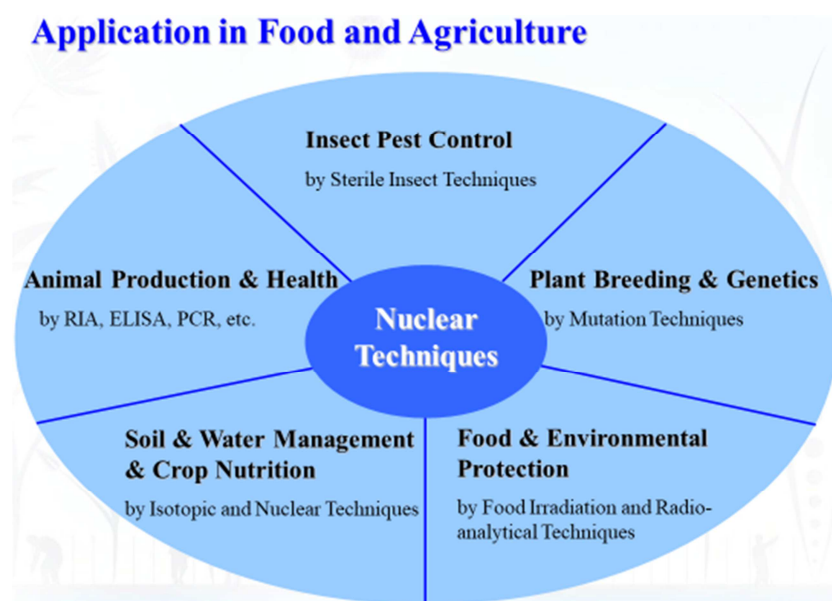 Application in Food and Agriculture
Insect Pest Control
by Sterile Insect Techniques
Animal Production & Health
by RIA, ELISA, PCR, etc.
Plant Breeding & Genetics
by Mutation Techniques
Nuclear
Techniques
Soil & Water Management
& Crop Nutrition
by Isotopic and Nuclear Techniques
Food & Environmental
Protection
by Food Irradiation and Radio-
analytical Techniques